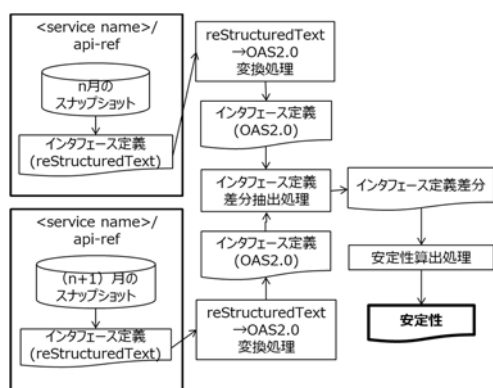 <service name>/
api-ref
n月の
スナップショット
インタフェース定義
(reStructuredText)
reStructuredText
→OAS2.0
変換処理
インタフェース定義
(OAS2.0)
インタフェース定義
差分抽出処理
インタフェース定義差分
安定性算出処理
安定性
<service name>/
api-ref
（n+1）月の
スナップショット
インタフェース定義
(reStructuredText)
インタフェース定義
(OAS2.0)
reStructuredText
→OAS2.0
変換処理